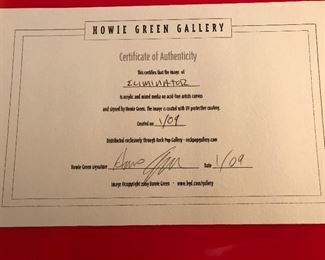 HOWIE GREEN GALLERY
Certificate of Authenticity
This certifies that the image of
ELIMINATOR
is acrylic and mixed media on acid-free artists canvas
and signed by Howie Green. The image is coated with UV protective coating.
Created on 1/09
Distributed exclusively through Rock Pop Gallery - rockpopgallery.com
Howie Green signature Date 1/09
Image ©copyright 2009 Howie Green - www.hgd.com/gallery